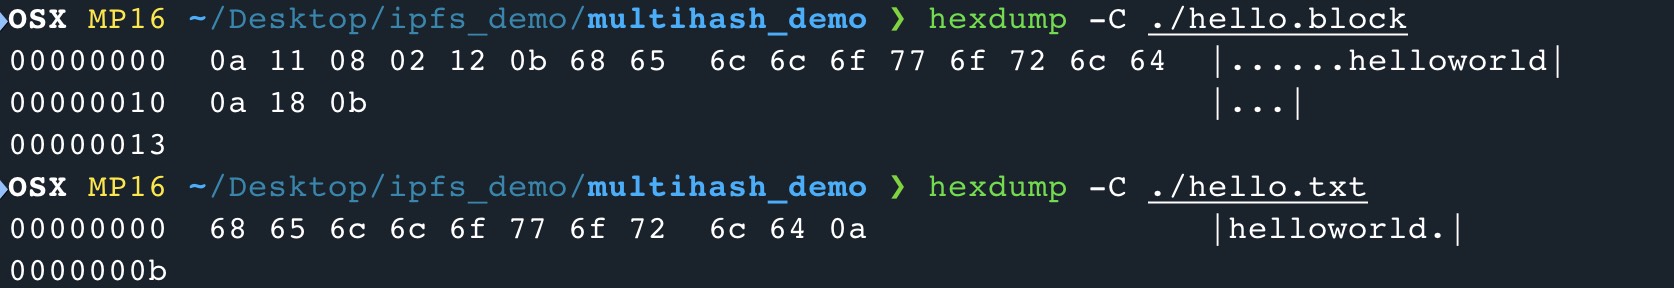 OSX MP16 ~/Desktop/ipfs_demo/multihash_demo ❯ hexdump -C ./hello.block
00000000  0a 11 08 02 12 0b 68 65  6c 6c 6f 77 6f 72 6c 64  |......helloworld|
00000010  0a 18 0b                                          |...|
00000013
OSX MP16 ~/Desktop/ipfs_demo/multihash_demo ❯ hexdump -C ./hello.txt
00000000  68 65 6c 6c 6f 77 6f 72  6c 64 0a                 |helloworld.|
0000000b